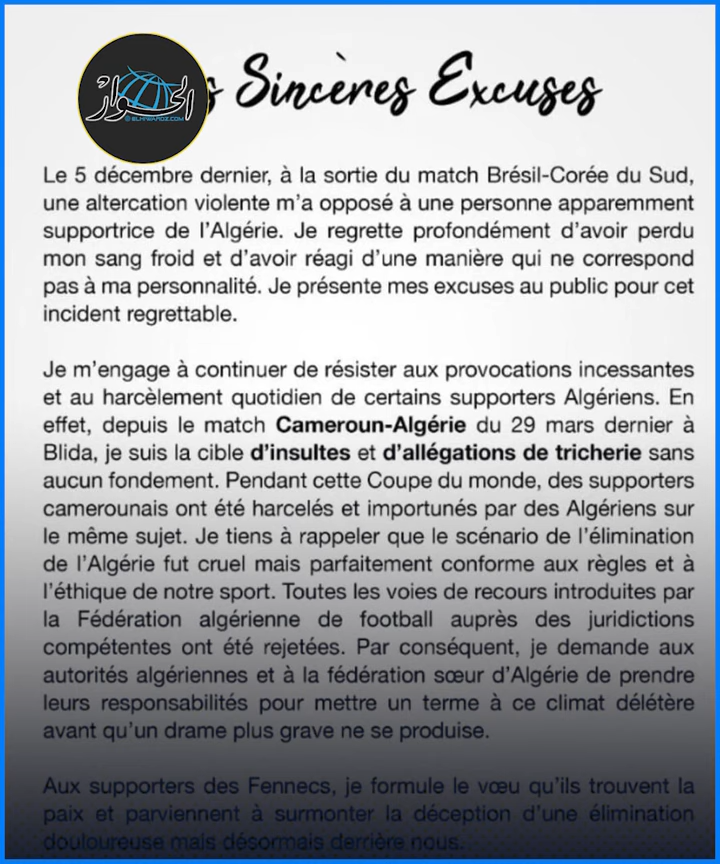 Sincères Excuses
الحوار
© ELHIWARDZ.COM
Le 5 décembre dernier, à la sortie du match Brésil-Corée du Sud,
une altercation violente m’a opposé à une personne apparemment
supportrice de l’Algérie. Je regrette profondément d’avoir perdu
mon sang froid et d’avoir réagi d’une manière qui ne correspond
pas à ma personnalité. Je présente mes excuses au public pour cet
incident regrettable.
Je m’engage à continuer de résister aux provocations incessantes
et au harcèlement quotidien de certains supporters Algériens. En
effet, depuis le match Cameroun-Algérie du 29 mars dernier à
Blida, je suis la cible d’insultes et d’allégations de tricherie sans
aucun fondement. Pendant cette Coupe du monde, des supporters
camerounais ont été harcelés et importunés par des Algériens sur
le même sujet. Je tiens à rappeler que le scénario de l’élimination
de l’Algérie fut cruel mais parfaitement conforme aux règles et à
l’éthique de notre sport. Toutes les voies de recours introduites par
la Fédération algérienne de football auprès des juridictions
compétentes ont été rejetées. Par conséquent, je demande aux
autorités algériennes et à la fédération sœur d’Algérie de prendre
leurs responsabilités pour mettre un terme à ce climat délétère
avant qu’un drame plus grave ne se produise.
Aux supporters des Fennecs, je formule le vœu qu’ils trouvent la
paix et parviennent à surmonter la déception d’une élimination
douloureuse mais désormais derrière nous.